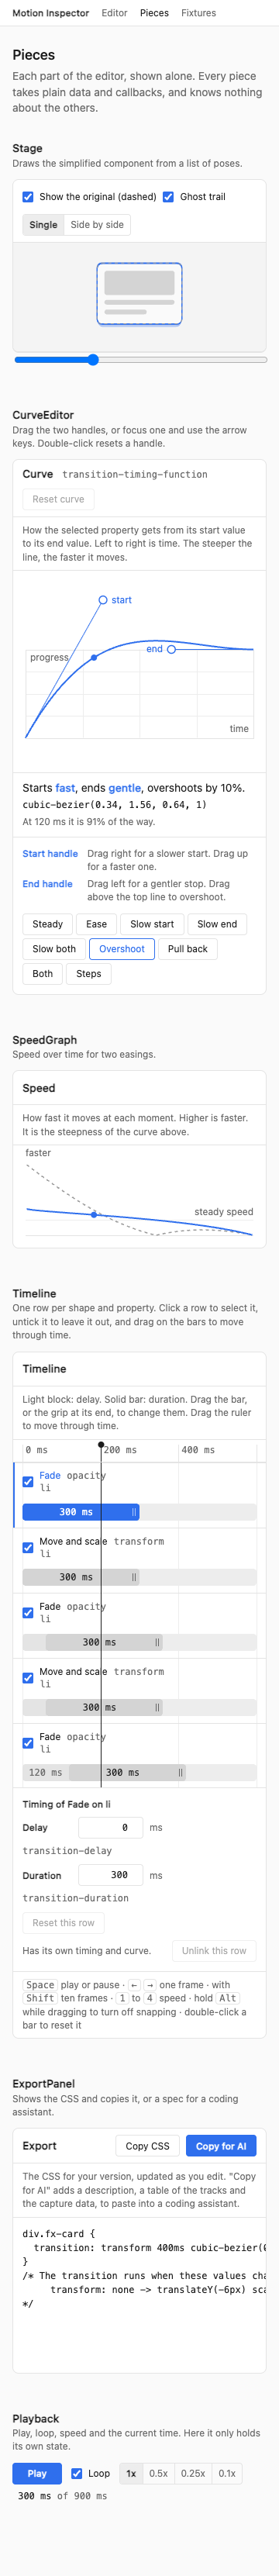 Motion Inspector Editor Pieces Fixtures
Pieces
Each part of the editor, shown alone. Every piece
takes plain data and callbacks, and knows nothing
about the others.
Stage
Draws the simplified component from a list of poses.
Show the original (dashed) Ghost trail
Single Side by side
CurveEditor
Drag the two handles, or focus one and use the arrow
keys. Double-click resets a handle.
Curve transition-timing-function
Reset curve
How the selected property gets from its start value
to its end value. Left to right is time. The steeper the
line, the faster it moves.
start
end
progress
time
Starts fast, ends gentle, overshoots by 10%.
cubic-bezier(0.34, 1.56, 0.64, 1)
At 120 ms it is 91% of the way.
Start handle Drag right for a slower start. Drag up
for a faster one.
End handle Drag left for a gentler stop. Drag
above the top line to overshoot.
Steady Ease Slow start Slow end
Slow both Overshoot Pull back
Both Steps
SpeedGraph
Speed over time for two easings.
Speed
How fast it moves at each moment. Higher is faster.
It is the steepness of the curve above.
faster
steady speed
Timeline
One row per shape and property. Click a row to select it,
untick it to leave it out, and drag on the bars to move
through time.
Timeline
Light block: delay. Solid bar: duration. Drag the bar,
or the grip at its end, to change them. Drag the ruler
to move through time.
0 ms 200 ms 400 ms
Fade opacity
li
300 ms
Move and scale transform
li
300 ms
Fade opacity
li
300 ms
Move and scale transform
li
300 ms
Fade opacity
li
120 ms 300 ms
Timing of Fade on li
Delay 0 ms
transition-delay
Duration 300 ms
transition-duration
Reset this row
Has its own timing and curve. Unlink this row
Space play or pause · ← → one frame · with
Shift ten frames · 1 to 4 speed · hold Alt
while dragging to turn off snapping · double-click a
bar to reset it
ExportPanel
Shows the CSS and copies it, or a spec for a coding
assistant.
Export Copy CSS Copy for AI
The CSS for your version, updated as you edit. "Copy
for AI" adds a description, a table of the tracks and
the capture data, to paste into a coding assistant.
div.fx-card {
transition: transform 400ms cubic-bezier(0
}
/* The transition runs when these values cha
transform: none -> translateY(-6px) sca
*/
Playback
Play, loop, speed and the current time. Here it only holds
its own state.
Play Loop 1x 0.5x 0.25x 0.1x
300 ms of 900 ms